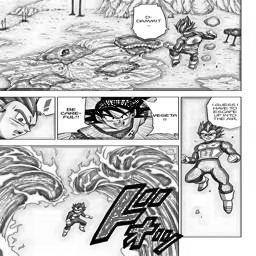 D-
DAMMIT
...
BE
CARE-
FUL!!
VEGETA
!!
I GUESS I
HAVE TO
ESCAPE
UP INTO
THE AIR.